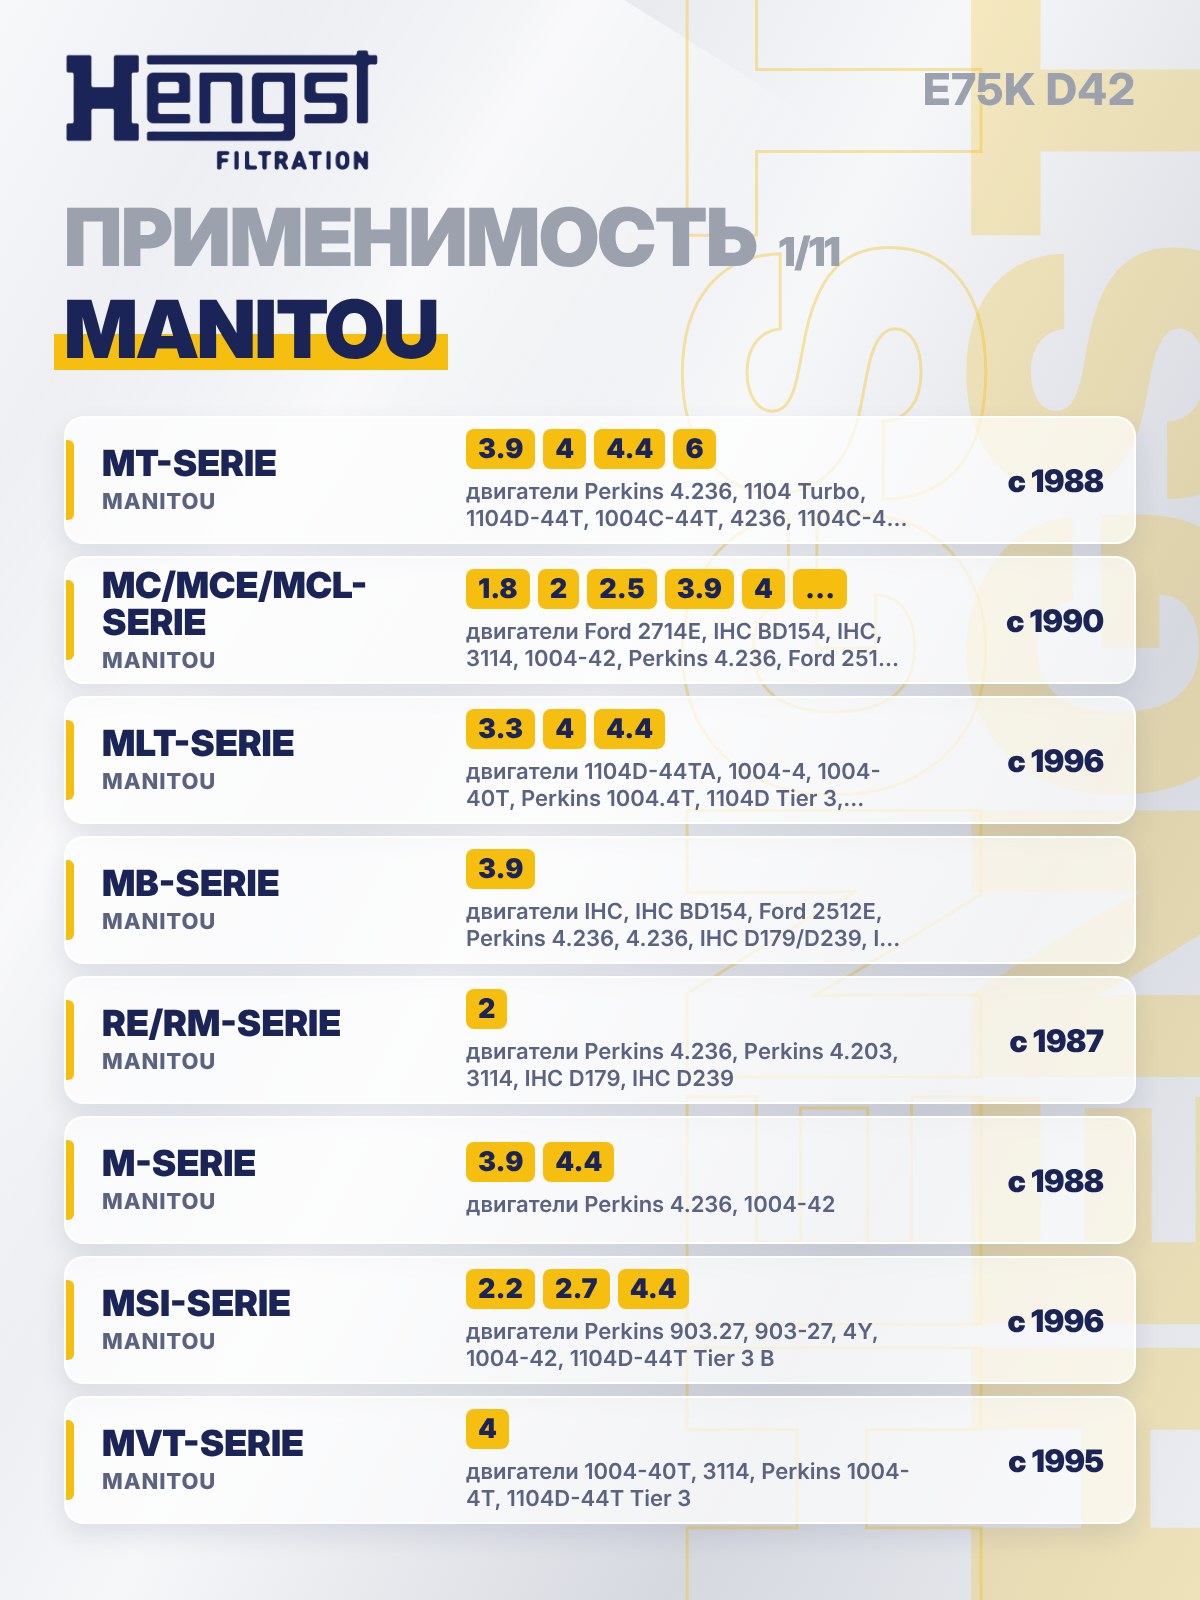 Hengst
FILTRATION
E75K D42
ПРИМЕНИМОСТЬ 1/11
MANITOU
MT-SERIE
MANITOU
3.9 4 4.4 6
двигатели Perkins 4.236, 1104 Turbo,
1104D-44T, 1004C-44T, 4236, 1104C-4...
с 1988
MC/MCE/MCL-
SERIE
MANITOU
1.8 2 2.5 3.9 4 ...
двигатели Ford 2714E, IHC BD154, IHC,
3114, 1004-42, Perkins 4.236, Ford 251...
с 1990
MLT-SERIE
MANITOU
3.3 4 4.4
двигатели 1104D-44TA, 1004-4, 1004-
40T, Perkins 1004.4T, 1104D Tier 3,...
с 1996
MB-SERIE
MANITOU
3.9
двигатели IHC, IHC BD154, Ford 2512E,
Perkins 4.236, 4.236, IHC D179/D239, I...
RE/RM-SERIE
MANITOU
2
двигатели Perkins 4.236, Perkins 4.203,
3114, IHC D179, IHC D239
с 1987
M-SERIE
MANITOU
3.9 4.4
двигатели Perkins 4.236, 1004-42
с 1988
MSI-SERIE
MANITOU
2.2 2.7 4.4
двигатели Perkins 903.27, 903-27, 4Y,
1004-42, 1104D-44T Tier 3 B
с 1996
MVT-SERIE
MANITOU
4
двигатели 1004-40T, 3114, Perkins 1004-
4T, 1104D-44T Tier 3
с 1995